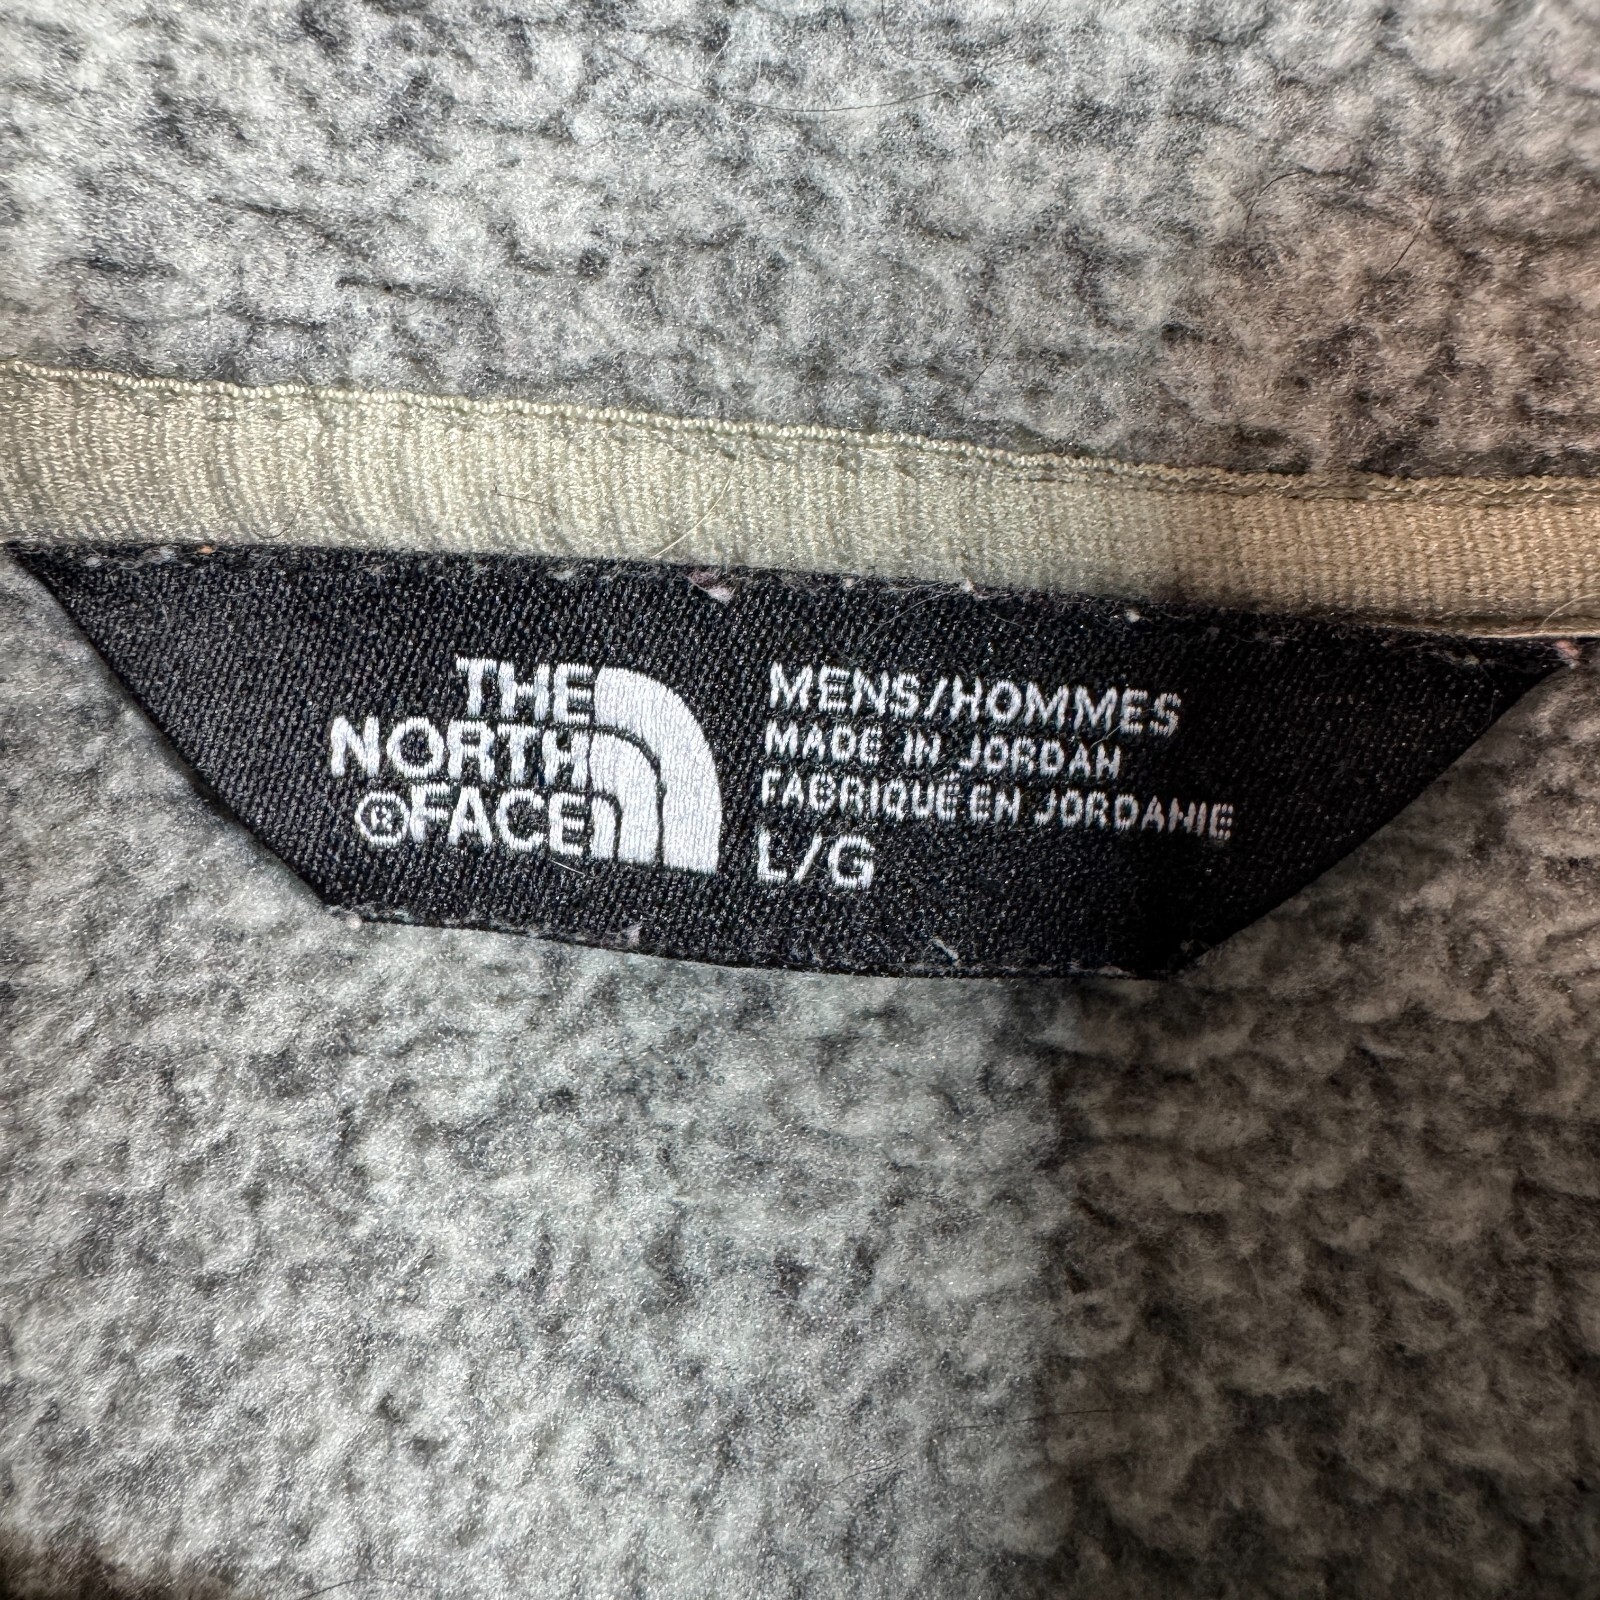 THE
NORTH
®FACE
MENS/HOMMES
MADE IN JORDAN
FABRIQUÉ EN JORDANIE
L/G